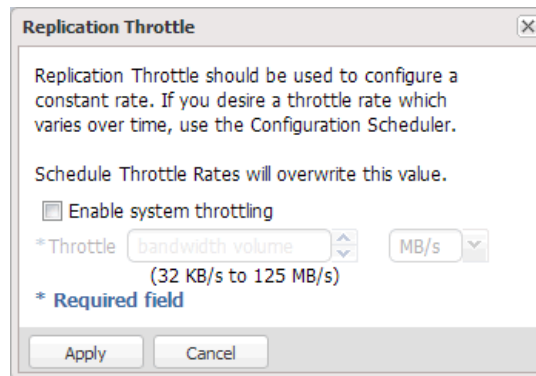 Replication Throttle
Replication Throttle should be used to configure a
constant rate. If you desire a throttle rate which
varies over time, use the Configuration Scheduler.
Schedule Throttle Rates will overwrite this value.
Enable system throttling
*Throttle bandwidth volume MB/s
(32 KB/s to 125 MB/s)
* Required field
Apply Cancel